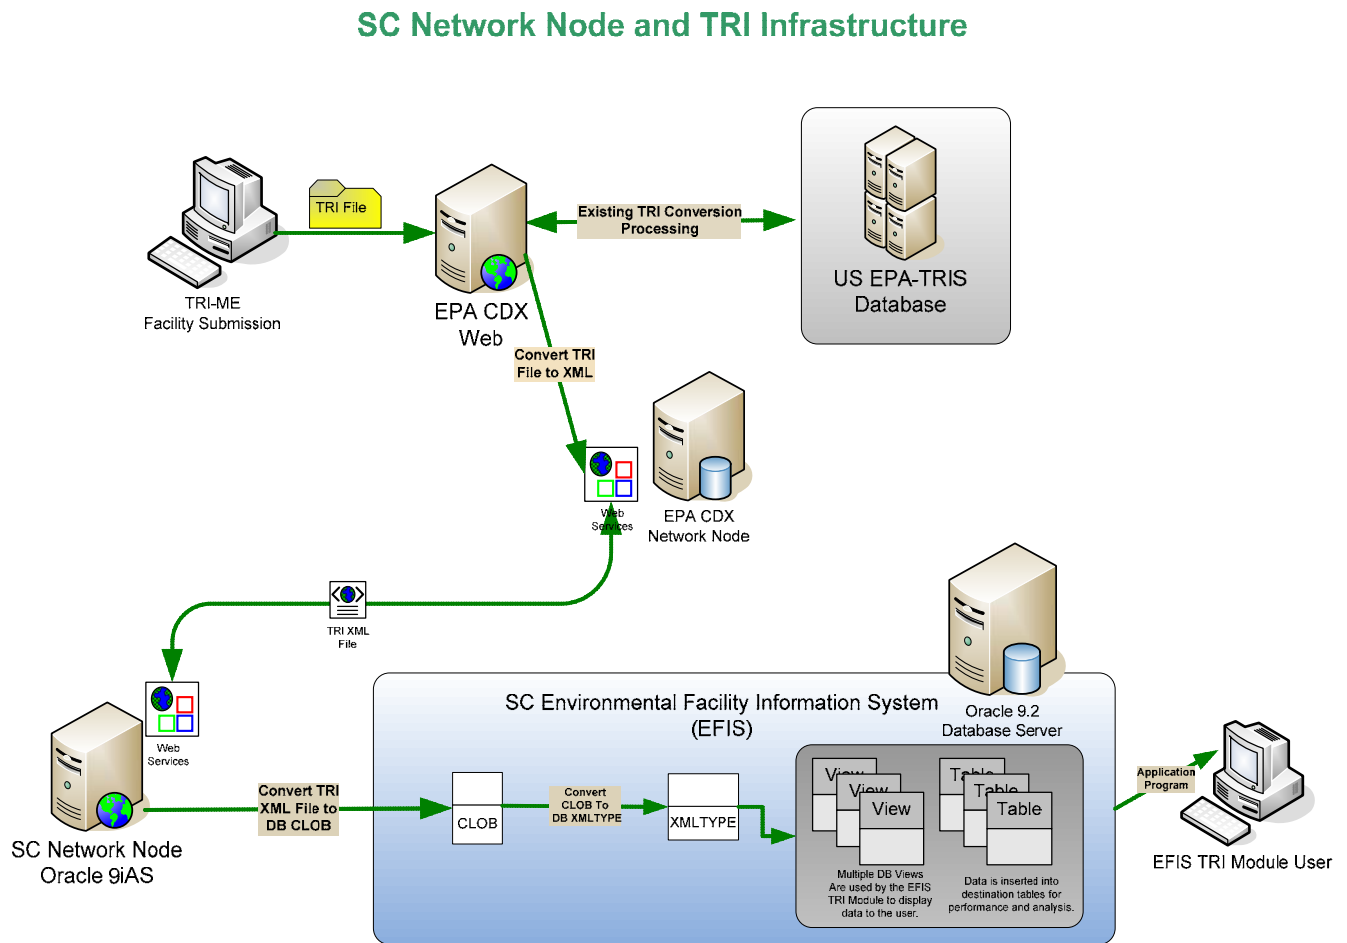 SC Network Node and TRI Infrastructure
TRI File
Existing TRI Conversion
Processing
US EPA-TRIS
Database
TRI-ME
Facility Submission
EPA CDX
Web
Convert TRI
File to XML
Web
Services
EPA CDX
Network Node
TRI XML
File
Web
Services
SC Network Node
Oracle 9iAS
Convert TRI
XML File to
DB CLOB
SC Environmental Facility Information System
(EFIS)
Oracle 9.2
Database Server
CLOB
Convert
CLOB To
DB XMLTYPE
XMLTYPE
View
View
View
Table
Table
Table
Multiple DB Views
Are used by the EFIS
TRI Module to display
data to the user.
Data is inserted into
destination tables for
performance and analysis.
Application
Program
EFIS TRI Module User